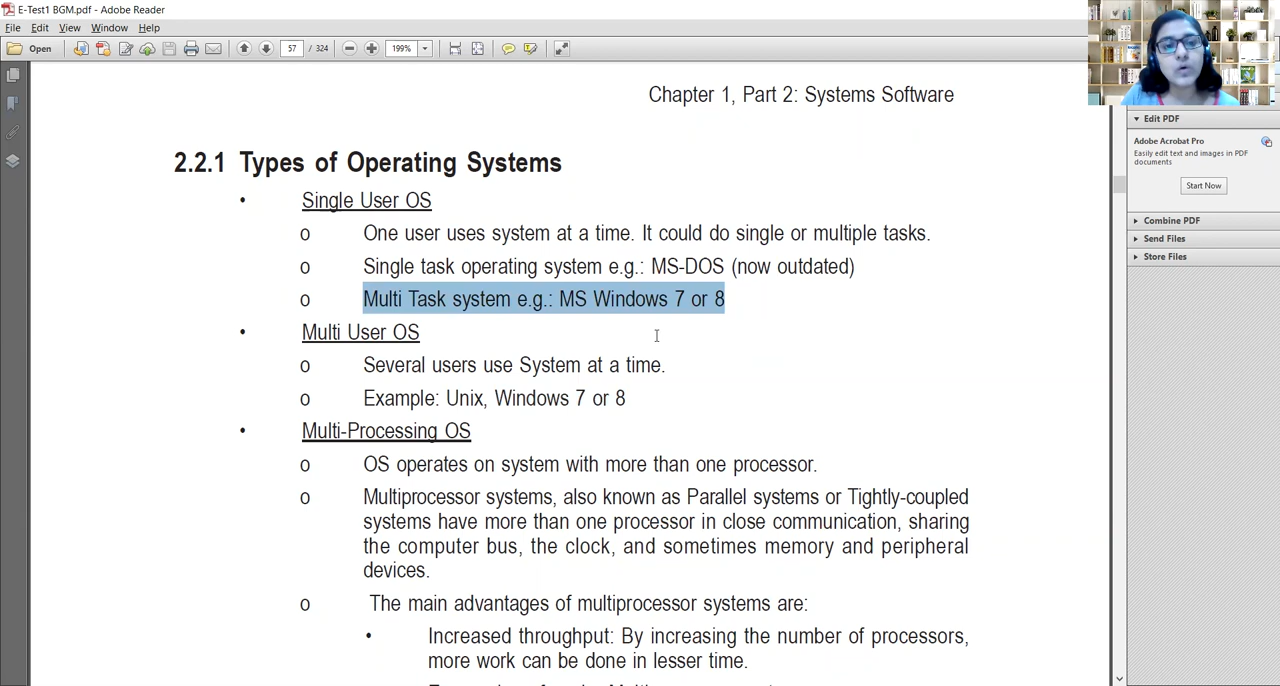 E-Test1 BGM.pdf - Adobe Reader
File Edit View Window Help
Open 57 / 324 199%
Chapter 1, Part 2: Systems Software
2.2.1 Types of Operating Systems
• Single User OS
o One user uses system at a time. It could do single or multiple tasks.
o Single task operating system e.g.: MS-DOS (now outdated)
o Multi Task system e.g.: MS Windows 7 or 8
• Multi User OS
o Several users use System at a time.
o Example: Unix, Windows 7 or 8
• Multi-Processing OS
o OS operates on system with more than one processor.
o Multiprocessor systems, also known as Parallel systems or Tightly-coupled
systems have more than one processor in close communication, sharing
the computer bus, the clock, and sometimes memory and peripheral
devices.
o The main advantages of multiprocessor systems are:
• Increased throughput: By increasing the number of processors,
more work can be done in lesser time.
Edit PDF
Adobe Acrobat Pro
Easily edit text and images in PDF
documents
Start Now
Combine PDF
Send Files
Store Files